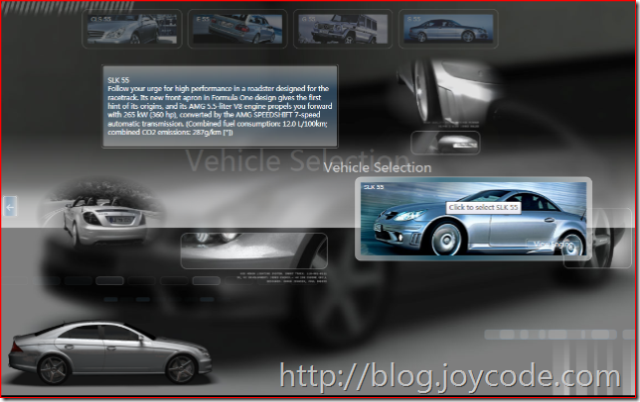 SLK 55
Follow your urge for high performance in a roadster designed for the
racetrack. Its new front apron in Formula One design gives the first
hint of its origins, and its AMG 5.5-liter V8 engine propels you forward
with 265 kW (360 hp), converted by the AMG SPEEDSHIFT 7-speed
automatic transmission. (Combined fuel consumption: 12.0 L/100km;
combined CO2 emissions: 287g/km (*))
Vehicle Selection
Vehicle Selection
SLK 55
Click to select SLK 55
http://blog.joycode.com